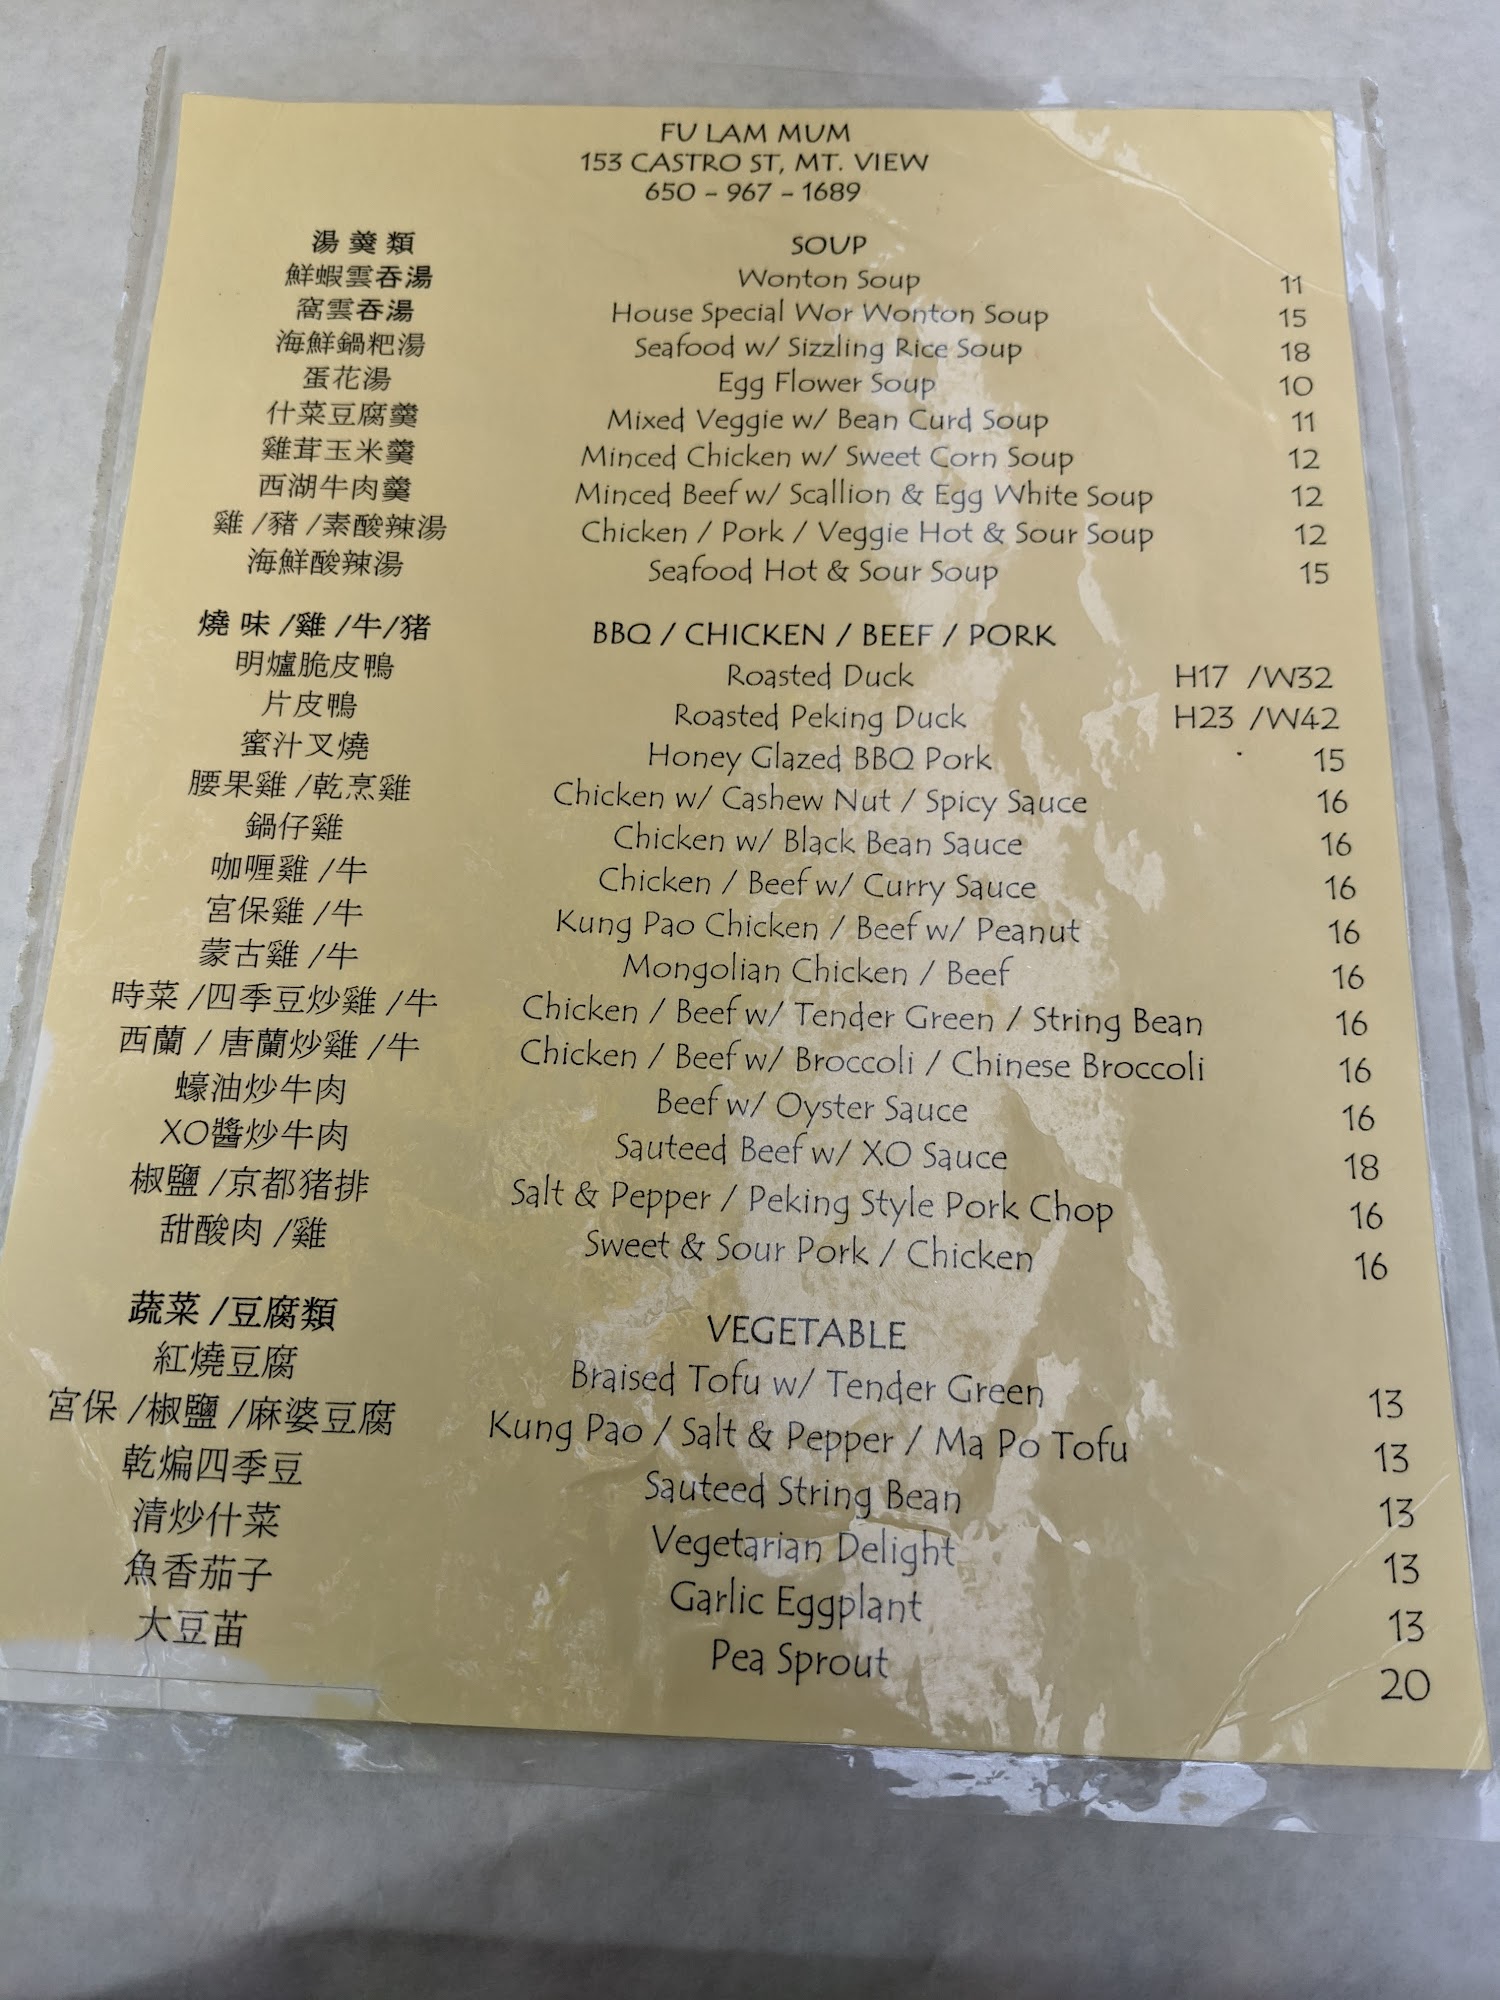 FU LAM MUM
153 CASTRO ST, MT. VIEW
650 - 967 - 1689
湯 羹 類 SOUP
鮮蝦雲吞湯 Wonton Soup 11
窩雲吞湯 House Special Wor Wonton Soup 15
海鮮鍋粑湯 Seafood w/ Sizzling Rice Soup 18
蛋花湯 Egg Flower Soup 10
什菜豆腐羹 Mixed Veggie w/ Bean Curd Soup 11
雞茸玉米羹 Minced Chicken w/ Sweet Corn Soup 12
西湖牛肉羹 Minced Beef w/ Scallion & Egg White Soup 12
雞 /豬 /素酸辣湯 Chicken / Pork / Veggie Hot & Sour Soup 12
海鮮酸辣湯 Seafood Hot & Sour Soup 15
燒 味 /雞 /牛/猪 BBQ / CHICKEN / BEEF / PORK
明爐脆皮鴨 Roasted Duck H17 /W32
片皮鴨 Roasted Peking Duck H23 /W42
蜜汁叉燒 Honey Glazed BBQ Pork 15
腰果雞 /乾烹雞 Chicken w/ Cashew Nut / Spicy Sauce 16
鍋仔雞 Chicken w/ Black Bean Sauce 16
咖喱雞 /牛 Chicken / Beef w/ Curry Sauce 16
宮保雞 /牛 Kung Pao Chicken / Beef w/ Peanut 16
蒙古雞 /牛 Mongolian Chicken / Beef 16
時菜 /四季豆炒雞 /牛 Chicken / Beef w/ Tender Green / String Bean 16
西蘭 / 唐蘭炒雞 /牛 Chicken / Beef w/ Broccoli / Chinese Broccoli 16
蠔油炒牛肉 Beef w/ Oyster Sauce 16
XO醬炒牛肉 Sauteed Beef w/ XO Sauce 18
椒鹽 /京都猪排 Salt & Pepper / Peking Style Pork Chop 16
甜酸肉 /雞 Sweet & Sour Pork / Chicken 16
蔬菜 /豆腐類 VEGETABLE
紅燒豆腐 Braised Tofu w/ Tender Green 13
宮保 /椒鹽 /麻婆豆腐 Kung Pao / Salt & Pepper / Ma Po Tofu 13
乾煸四季豆 Sauteed String Bean 13
清炒什菜 Vegetarian Delight 13
魚香茄子 Garlic Eggplant 13
大豆苗 Pea Sprout 20